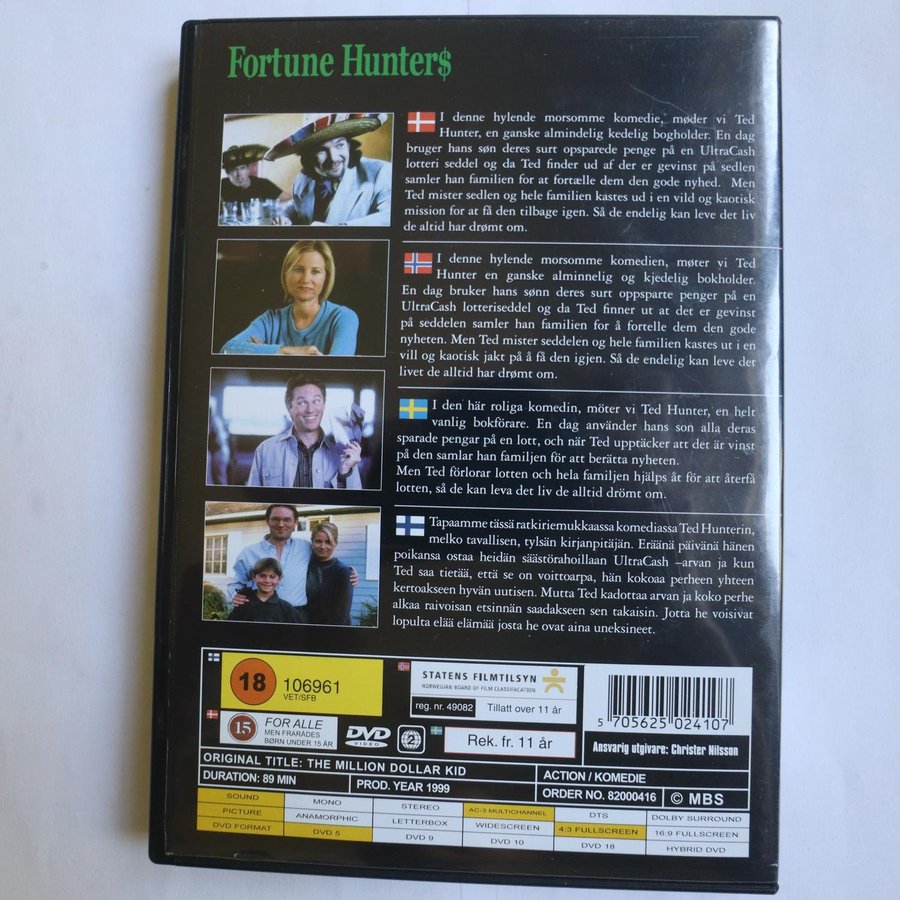 Fortune Hunter$
I denne hylende morsomme komedie, møder vi Ted
Hunter, en ganske almindelig kedelig bogholder. En dag
bruger hans søn deres surt opsparede penge på en UltraCash
lotteri seddel og da Ted finder ud af der er gevinst på sedlen
samler han familien for at fortælle dem den gode nyhed. Men
Ted mister sedlen og hele familien kastes ud i en vild og kaotisk
mission for at få den tilbage igen. Så de endelig kan leve det liv
de altid har drømt om.
I denne hylende morsomme komedien, møter vi Ted
Hunter en ganske alminnelig og kjedelig bokholder.
En dag bruker hans sønn deres surt oppsparte penger på en
UltraCash lotteriseddel og da Ted finner ut at det er gevinst
på seddelen samler han familien for å fortelle dem den gode
nyheten. Men Ted mister seddelen og hele familien kastes ut i en
vill og kaotisk jakt på å få den igjen. Så de endelig kan leve det
livet de alltid har drømt om.
I den här roliga komedin, möter vi Ted Hunter, en helt
vanlig bokförare. En dag använder hans son alla deras
sparade pengar på en lott, och när Ted upptäcker att det är vinst
på den samlar han familjen för att berätta nyheten.
Men Ted förlorar lotten och hela familjen hjälps åt för att återfå
lotten, så de kan leva det liv de alltid drömt om.
Tapaamme tässä ratkiriemukkaassa komediassa Ted Hunterin,
melko tavallisen, tylsän kirjanpitäjän. Eräänä päivänä hänen
poikansa ostaa heidän säästörahoillaan UltraCash –arvan ja kun
Ted saa tietää, että se on voittoarpa, hän kokoaa perheen yhteen
kertoakseen hyvän uutisen. Mutta Ted kadottaa arvan ja koko perhe
alkaa raivoisan etsinnän saadakseen sen takaisin. Jotta he voisivat
lopulta elää elämää josta he ovat aina uneksineet.
18 106961
VET/SFB
STATENS FILMTILSYN
NORWEGIAN BOARD OF FILM CLASSIFACATION
reg. nr. 49082 Tillatt over 11 år
15 FOR ALLE
MEN FRARÅDES
BØRN UNDER 15 ÅR
DVD
VIDEO
2
Rek. fr. 11 år
5 705625 024107
Ansvarig utgivare: Christer Nilsson
ORIGINAL TITLE: THE MILLION DOLLAR KID
ACTION / KOMEDIE
DURATION: 89 MIN
PROD. YEAR 1999
ORDER NO. 82000416
© MBS
SOUND MONO STEREO AC-3 MULTICHANNEL DTS DOLBY SURROUND
PICTURE ANAMORPHIC LETTERBOX WIDESCREEN 4:3 FULLSCREEN 16:9 FULLSCREEN
DVD FORMAT DVD 5 DVD 9 DVD 10 DVD 18 HYBRID DVD